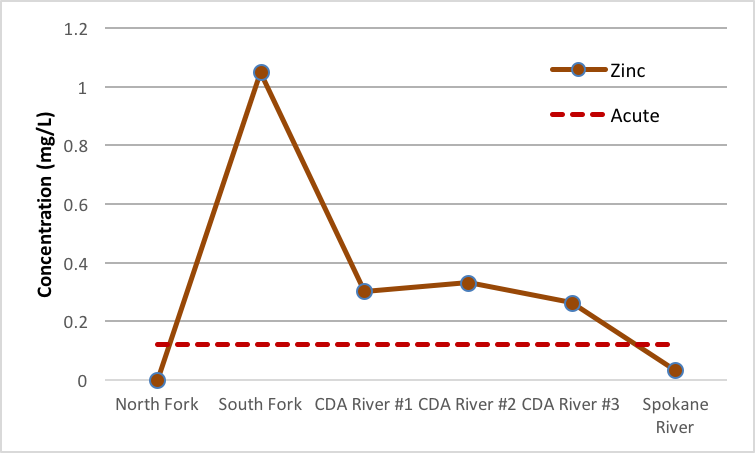 1.2
1
0.8
0.6
0.4
0.2
0
Concentration (mg/L)
Zinc
Acute
North Fork
South Fork
CDA River #1
CDA River #2
CDA River #3
Spokane
River